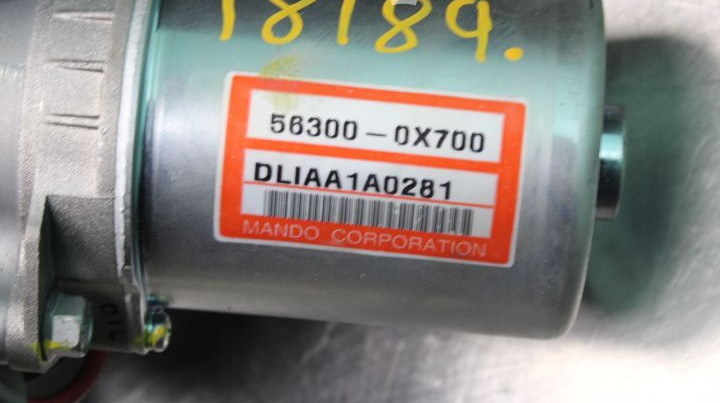 18189.
56300-0X700
DLIAA1A0281
MANDO CORPORATION